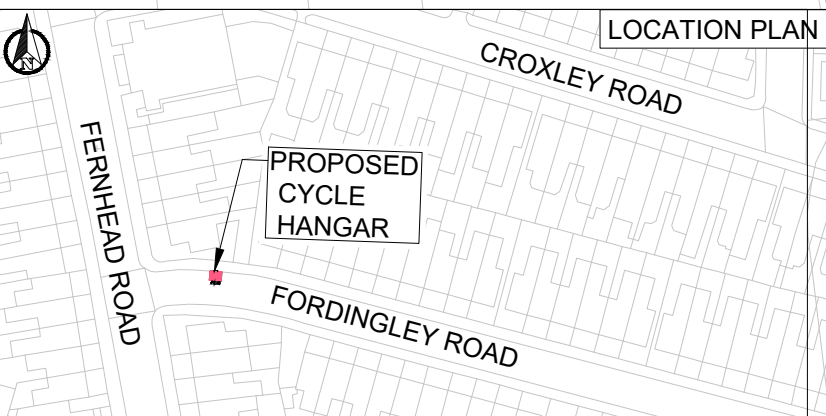 LOCATION PLAN
N
CROXLEY ROAD
FERNHEAD ROAD
PROPOSED
CYCLE
HANGAR
FORDINGLEY ROAD